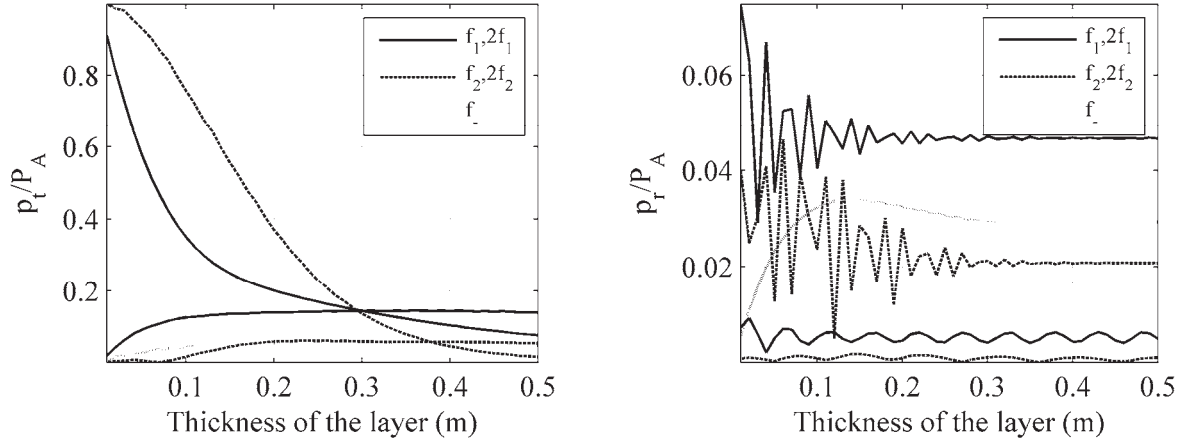 p_t/P_A
0.8
0.6
0.4
0.2
0.1 0.2 0.3 0.4 0.5
Thickness of the layer (m)
f_1,2f_1
f_2,2f_2
f_-
p_r/P_A
0.06
0.04
0.02
0.1 0.2 0.3 0.4 0.5
Thickness of the layer (m)
f_1,2f_1
f_2,2f_2
f_-